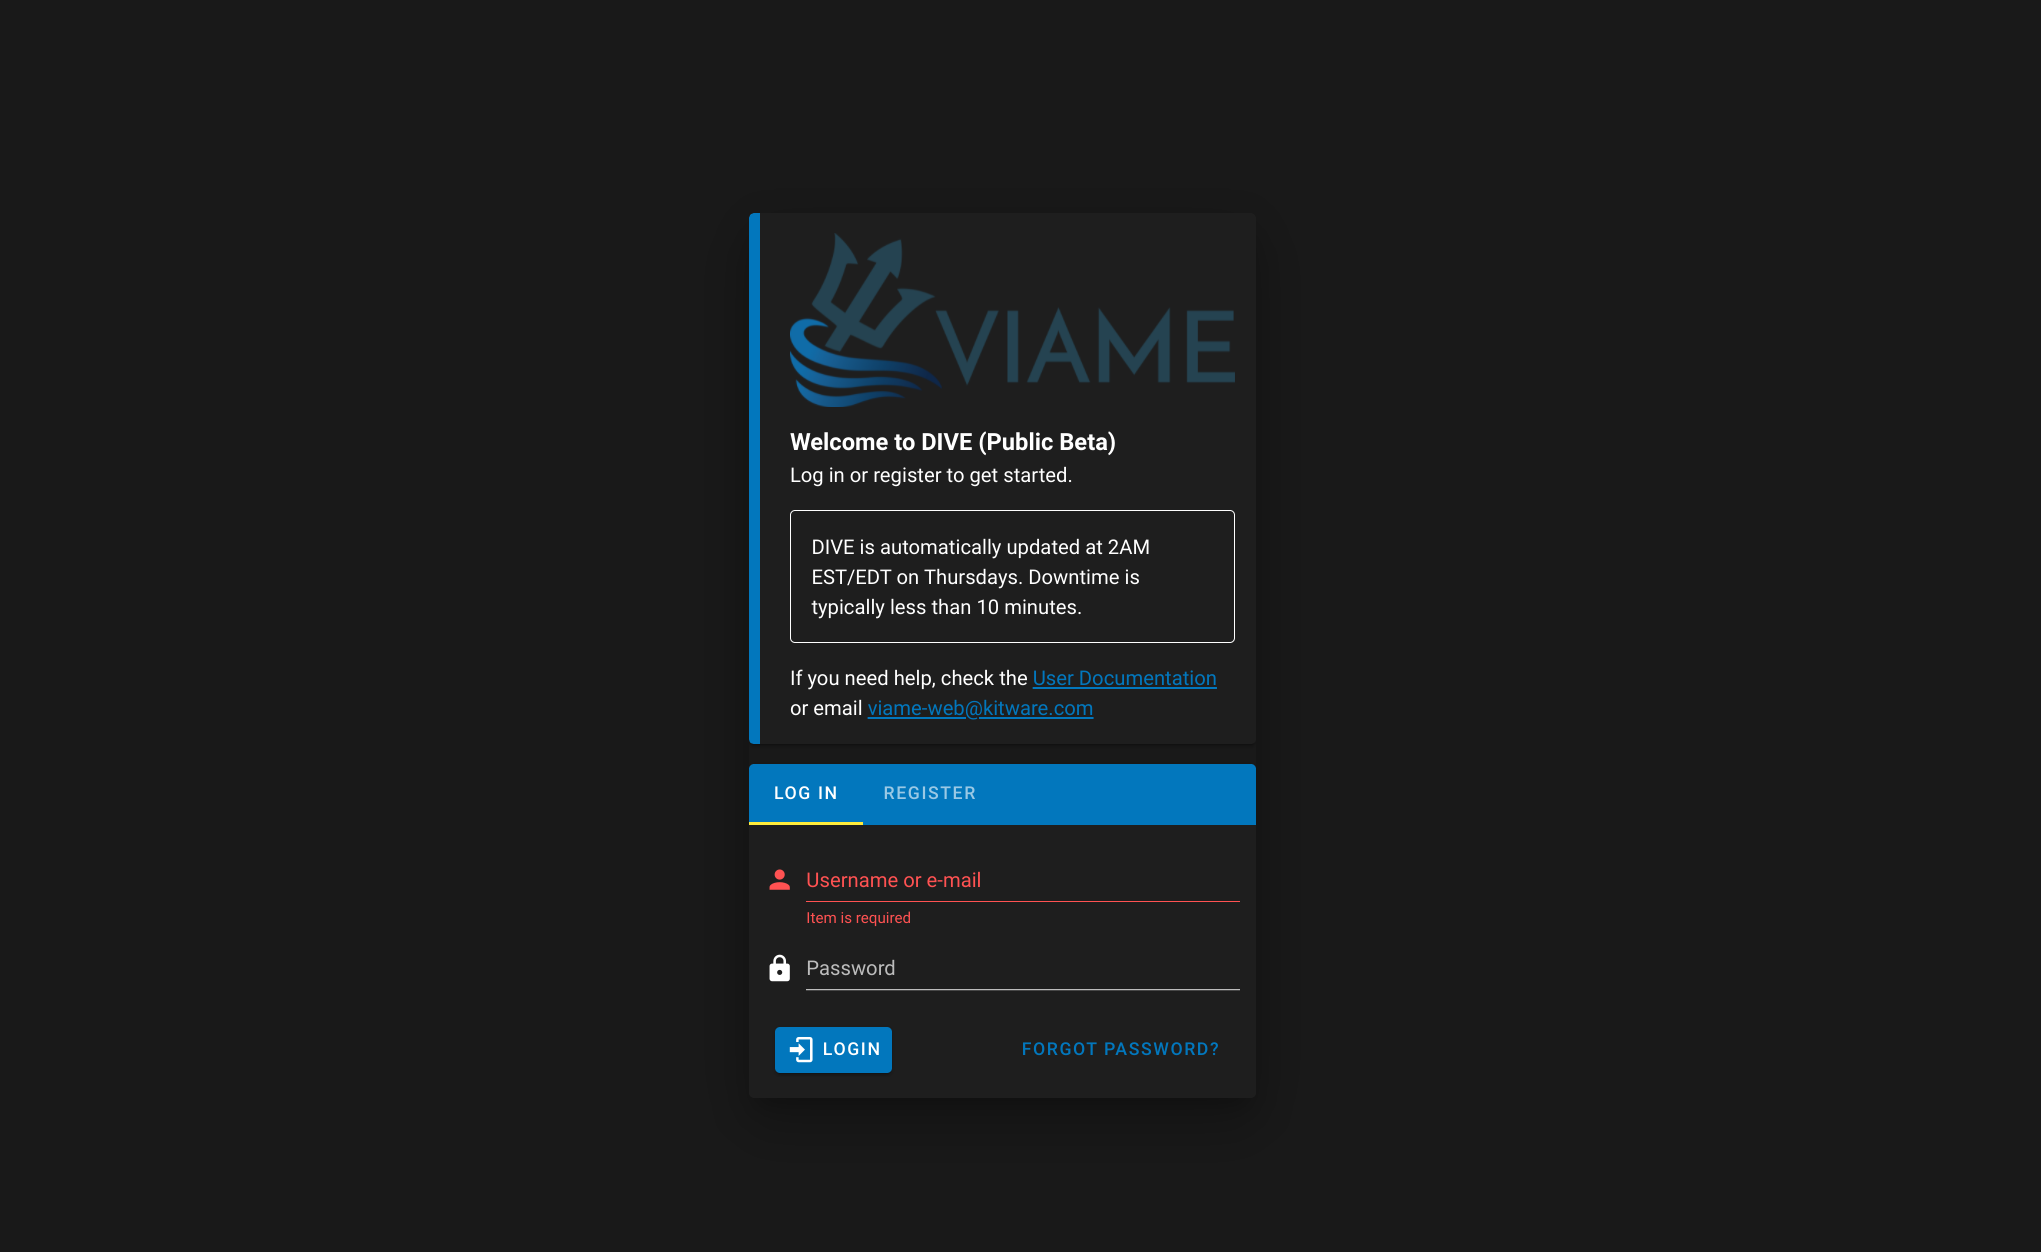 VIAME
Welcome to DIVE (Public Beta)
Log in or register to get started.
DIVE is automatically updated at 2AM
EST/EDT on Thursdays. Downtime is
typically less than 10 minutes.
If you need help, check the User Documentation
or email viame-web@kitware.com
LOG IN REGISTER
Username or e-mail
Item is required
Password
LOGIN FORGOT PASSWORD?